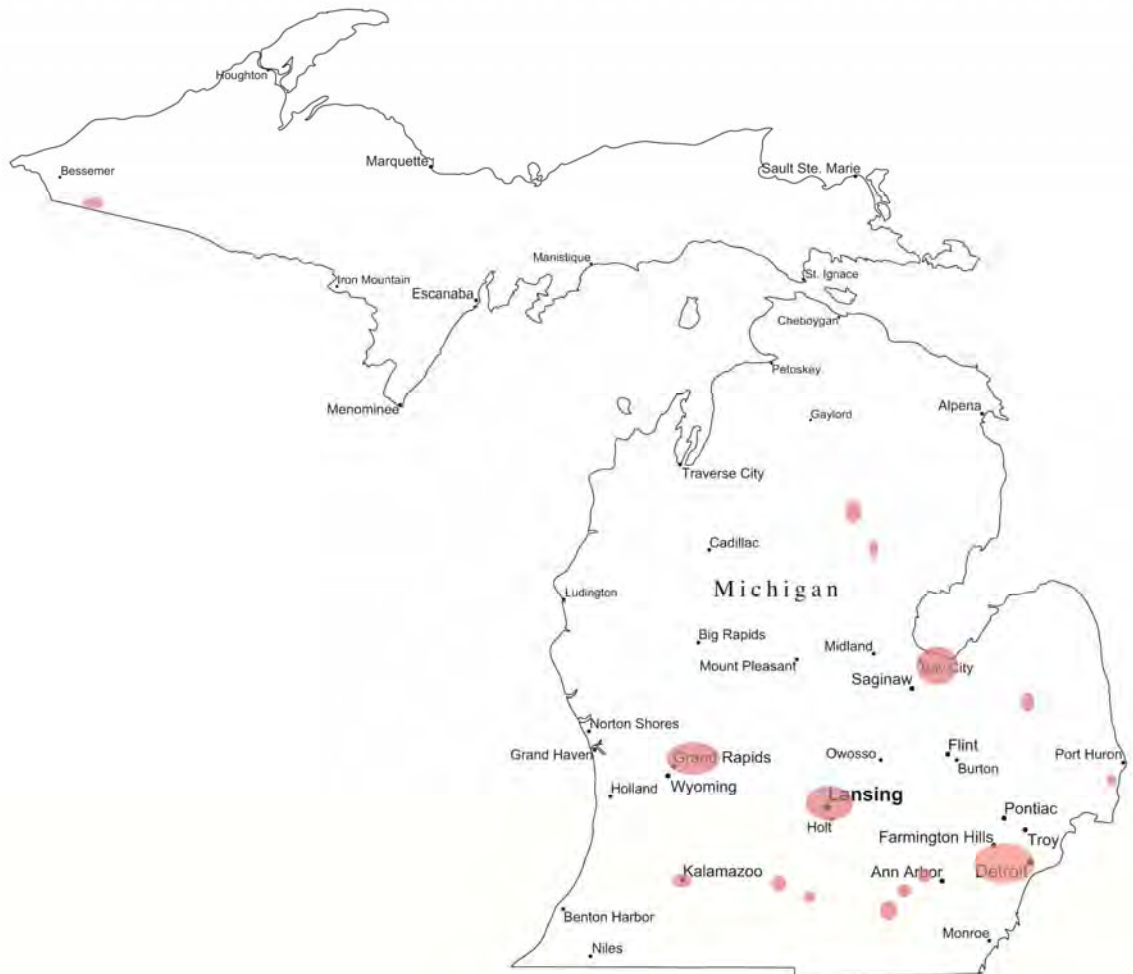 Houghton
Marquette
Bessemer
Sault Ste. Marie
Manistique
St. Ignace
Iron Mountain
Escanaba
Cheboygan
Petoskey
Menominee
Alpena
Gaylord
Traverse City
Cadillac
Michigan
Ludington
Big Rapids
Midland
Mount Pleasant
Bay City
Saginaw
Norton Shores
Grand Haven
Grand Rapids
Owosso
Flint
Port Huron
Burton
Wyoming
Holland
Lansing
Pontiac
Holt
Farmington Hills
Troy
Kalamazoo
Ann Arbor
Detroit
Benton Harbor
Monroe
Niles